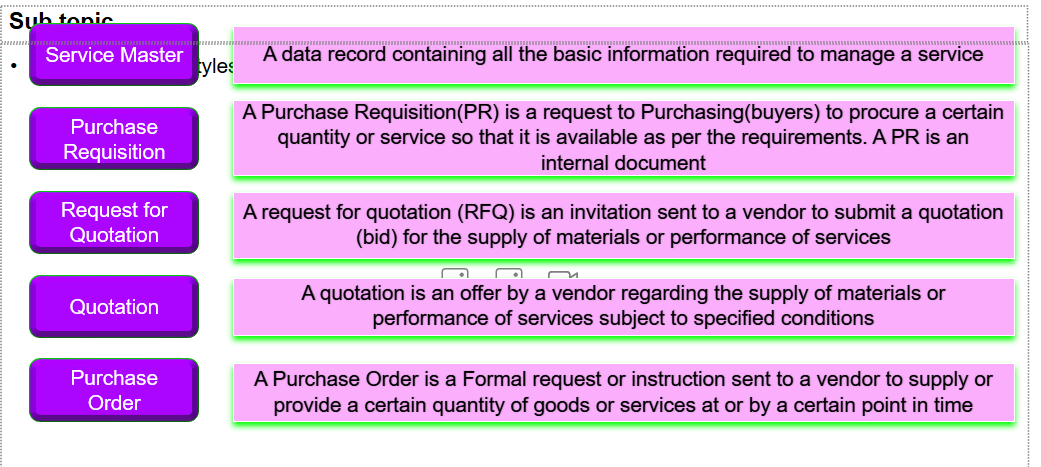 Sub topic
Service Master
tyles
A data record containing all the basic information required to manage a service
Purchase
Requisition
A Purchase Requisition(PR) is a request to Purchasing(buyers) to procure a certain
quantity or service so that it is available as per the requirements. A PR is an
internal document
Request for
Quotation
A request for quotation (RFQ) is an invitation sent to a vendor to submit a quotation
(bid) for the supply of materials or performance of services
Quotation
A quotation is an offer by a vendor regarding the supply of materials or
performance of services subject to specified conditions
Purchase
Order
A Purchase Order is a Formal request or instruction sent to a vendor to supply or
provide a certain quantity of goods or services at or by a certain point in time